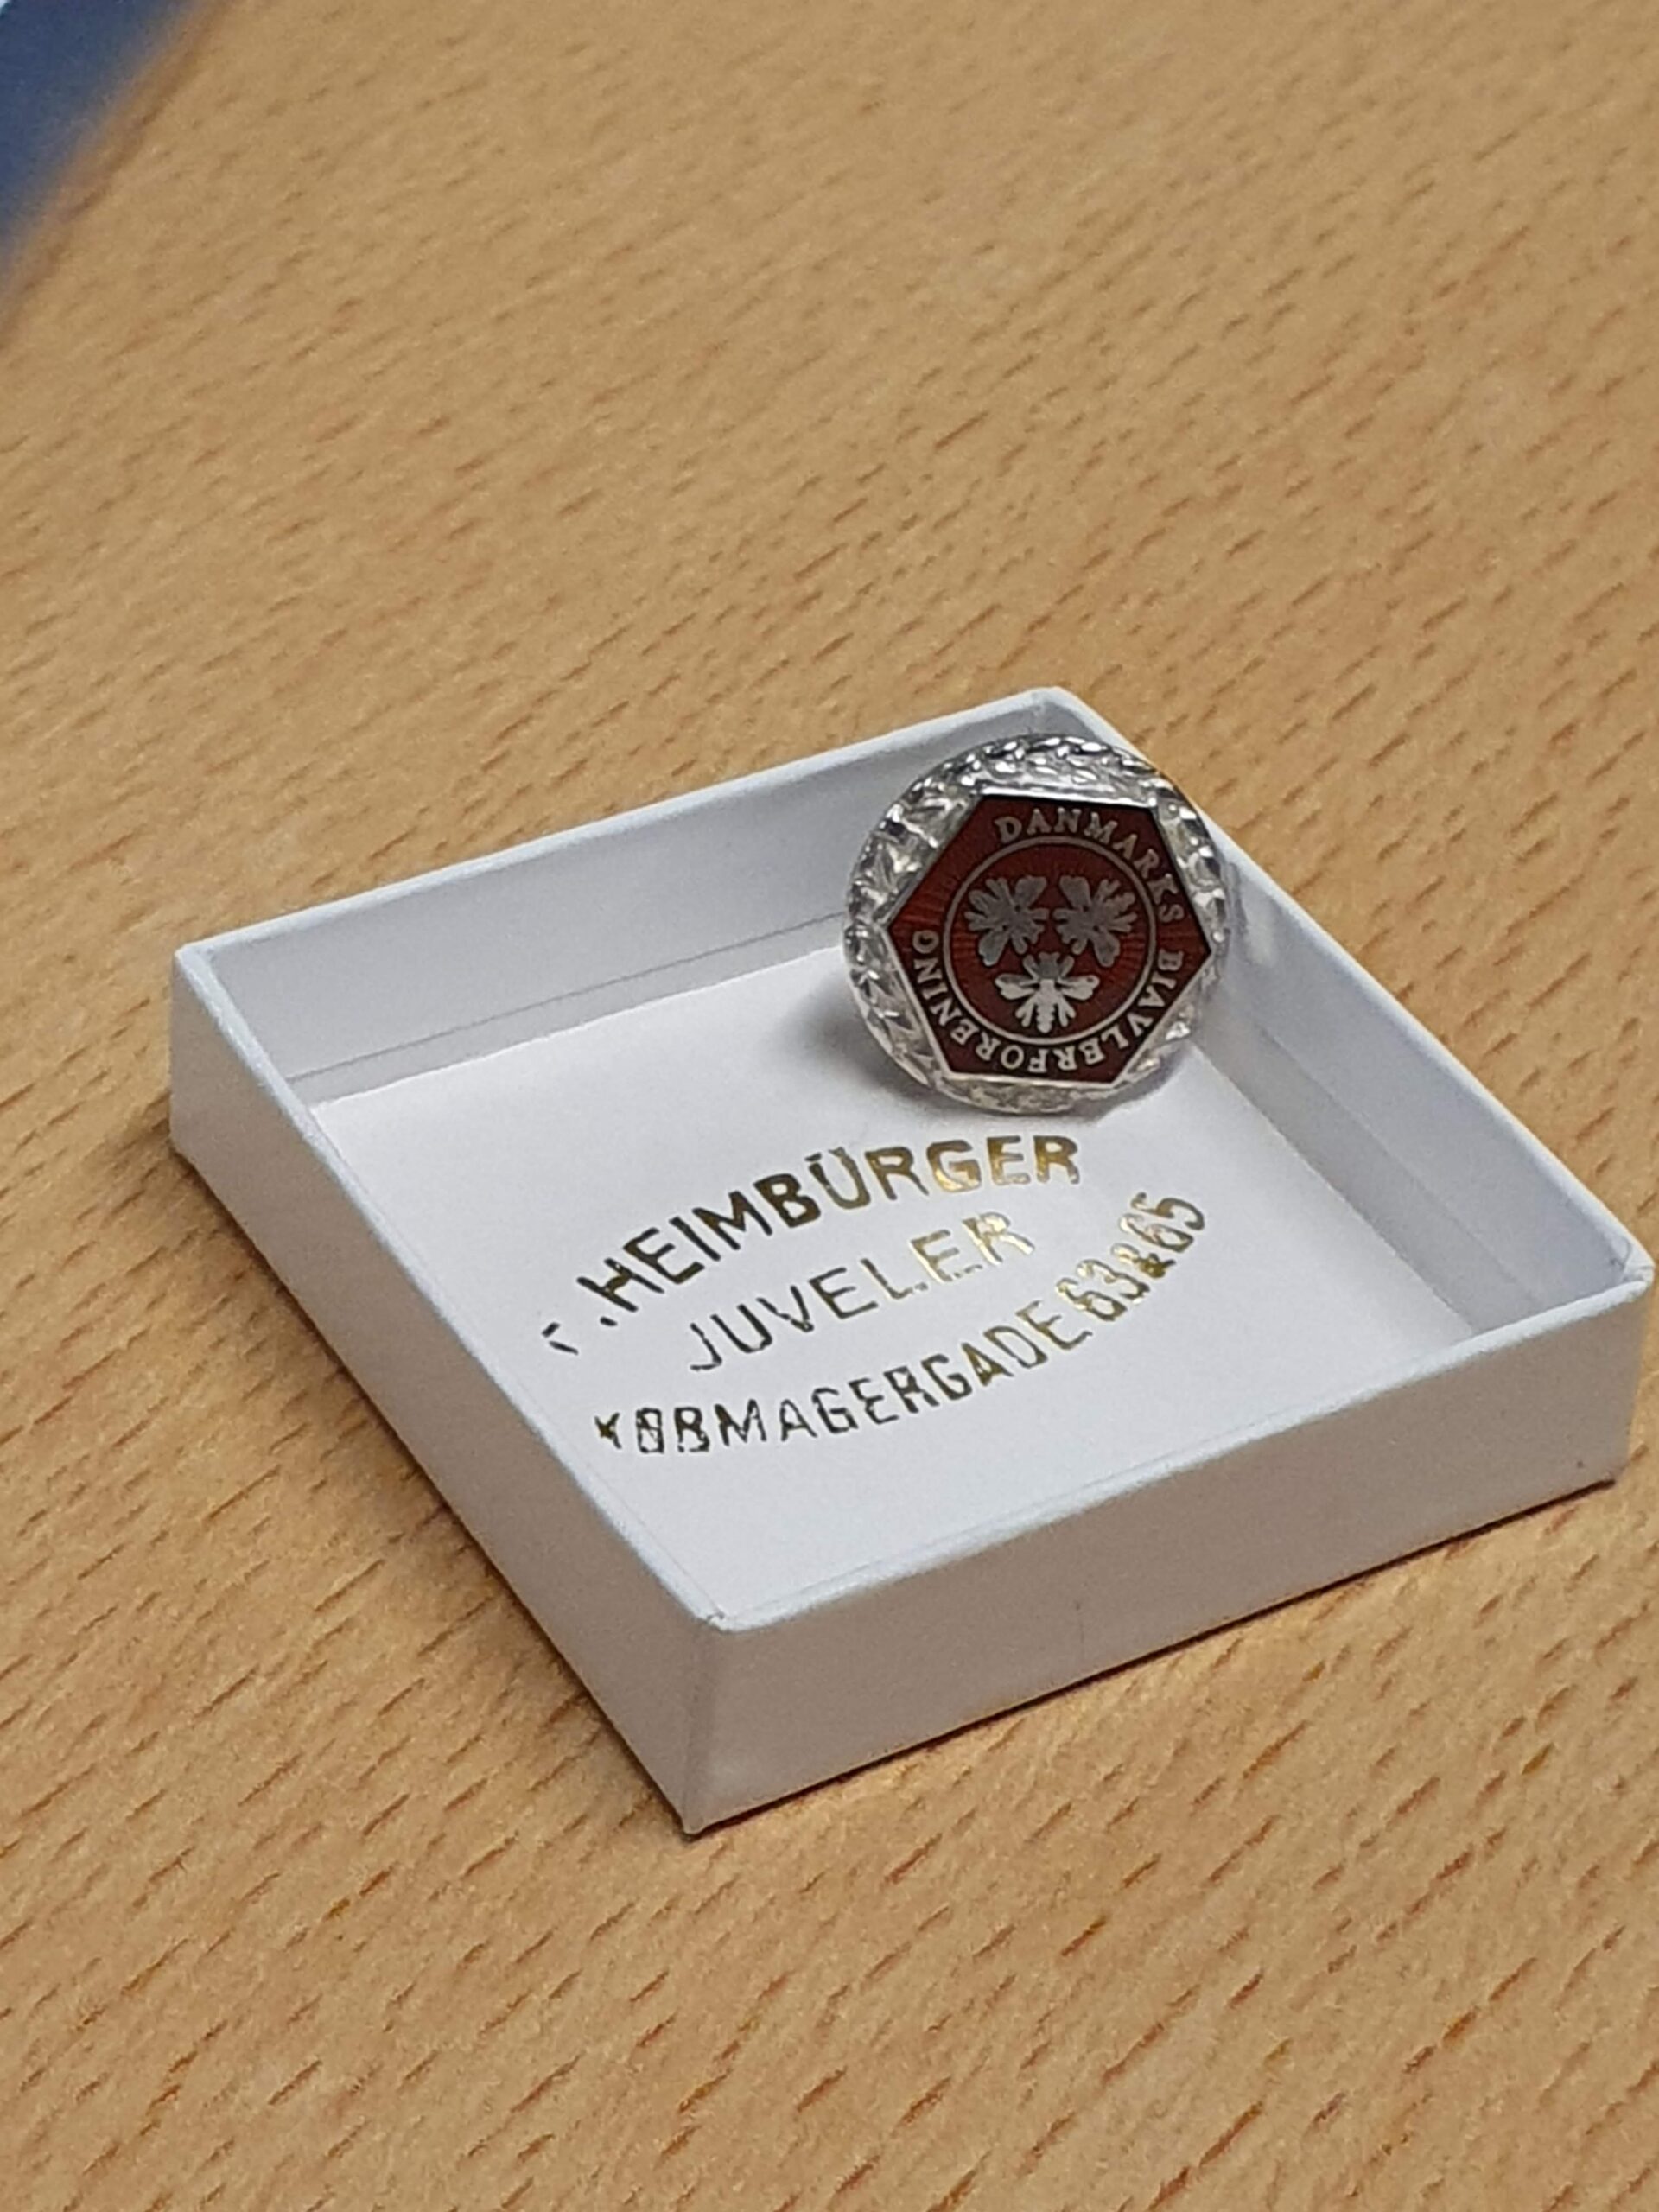 DANMARKS BIAVLERFORENING
F.HEIMBÜRGER
JUVELER
KØBMAGERGADE 63&65